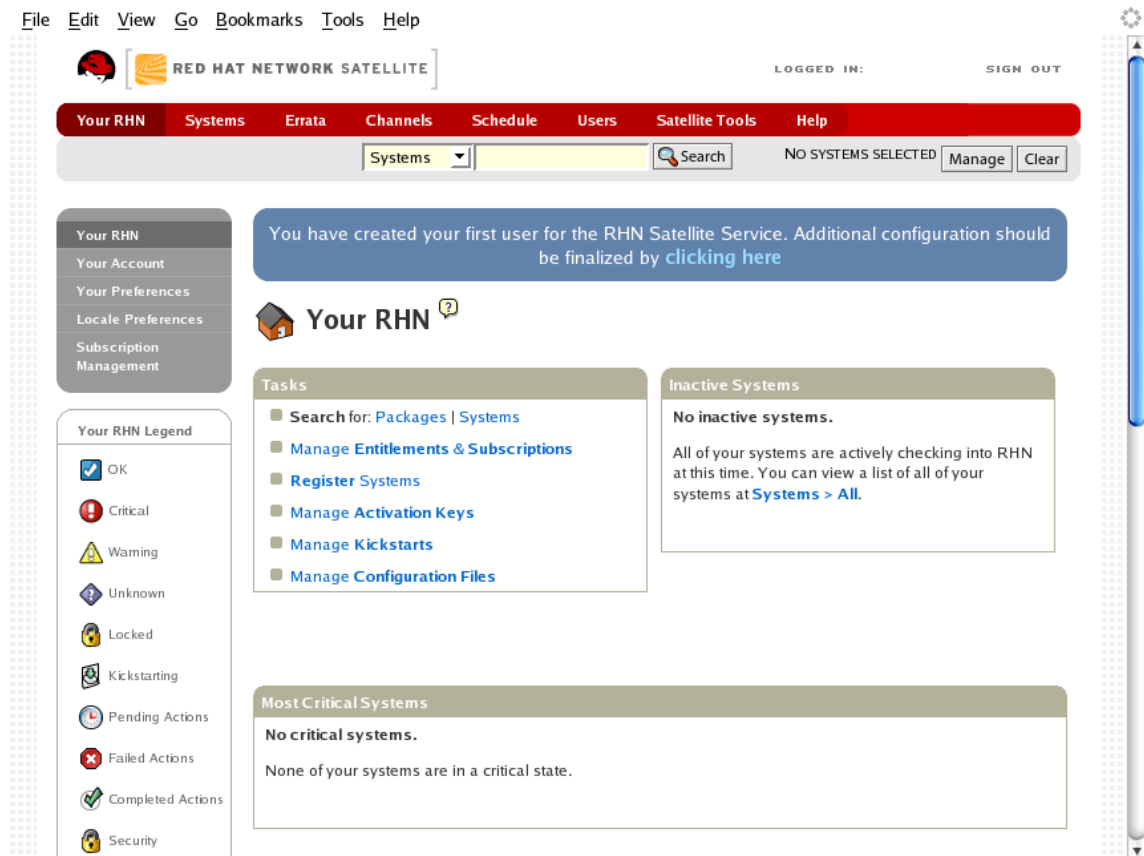 File Edit View Go Bookmarks Tools Help
RED HAT NETWORK SATELLITE
LOGGED IN: SIGN OUT
Your RHN Systems Errata Channels Schedule Users Satellite Tools Help
Systems Search NO SYSTEMS SELECTED Manage Clear
Your RHN
Your Account
Your Preferences
Locale Preferences
Subscription
Management
Your RHN Legend
OK
Critical
Warning
Unknown
Locked
Kickstarting
Pending Actions
Failed Actions
Completed Actions
Security
You have created your first user for the RHN Satellite Service. Additional configuration should
be finalized by clicking here
Your RHN ?
Tasks
Search for: Packages | Systems
Manage Entitlements & Subscriptions
Register Systems
Manage Activation Keys
Manage Kickstarts
Manage Configuration Files
Inactive Systems
No inactive systems.
All of your systems are actively checking into RHN
at this time. You can view a list of all of your
systems at Systems > All.
Most Critical Systems
No critical systems.
None of your systems are in a critical state.